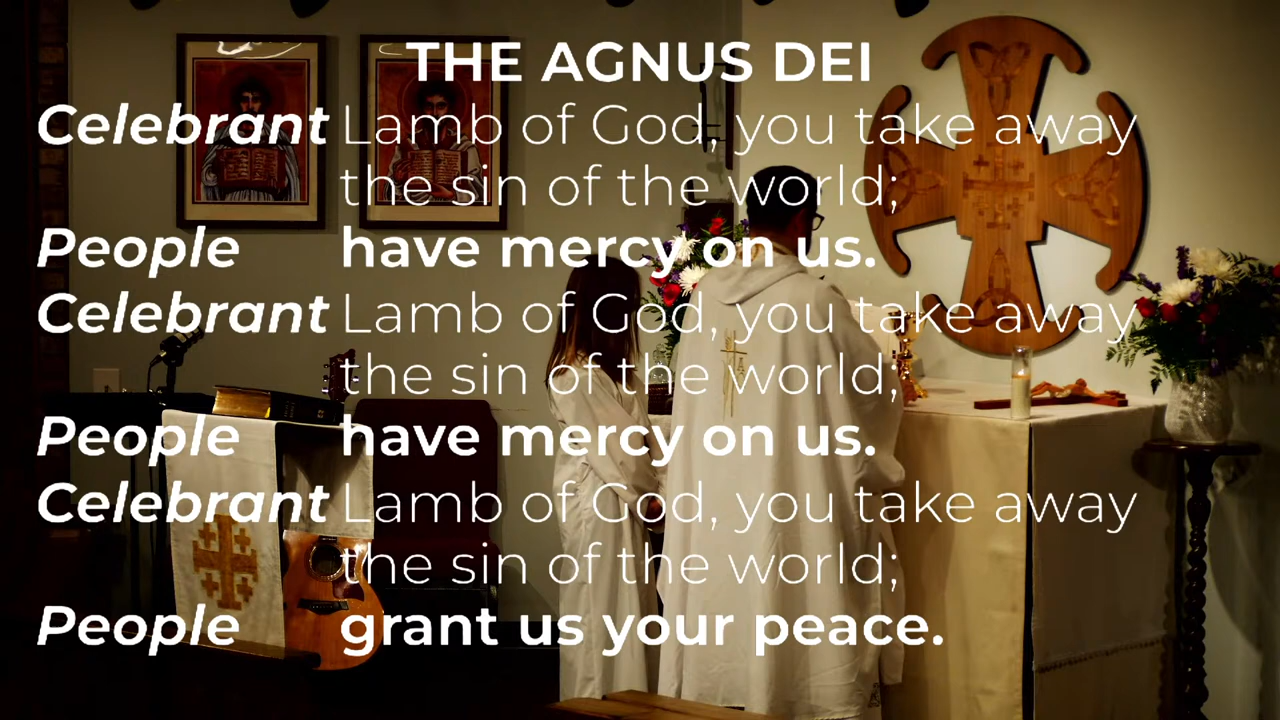 THE AGNUS DEI
Celebrant Lamb of God, you take away
the sin of the world;
People have mercy on us.
Celebrant Lamb of God, you take away
the sin of the world;
People have mercy on us.
Celebrant Lamb of God, you take away
the sin of the world;
People grant us your peace.